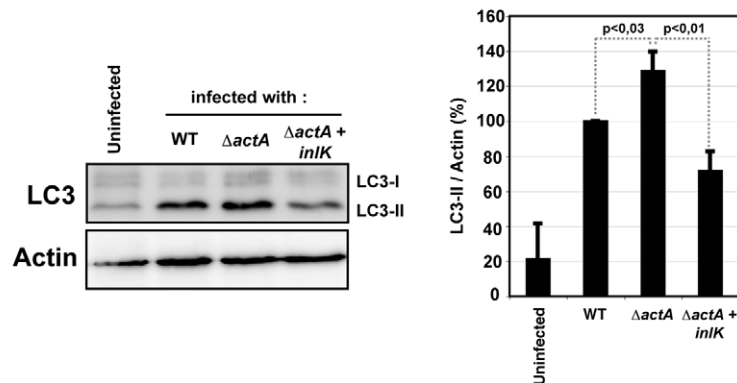 Uninfected
infected with :
WT
ΔactA
ΔactA +
inlK
LC3
LC3-I
LC3-II
Actin
LC3-II / Actin (%)
160
140
120
100
80
60
40
20
0
p<0,03
p<0,01
Uninfected
WT
ΔactA
ΔactA +
inlK